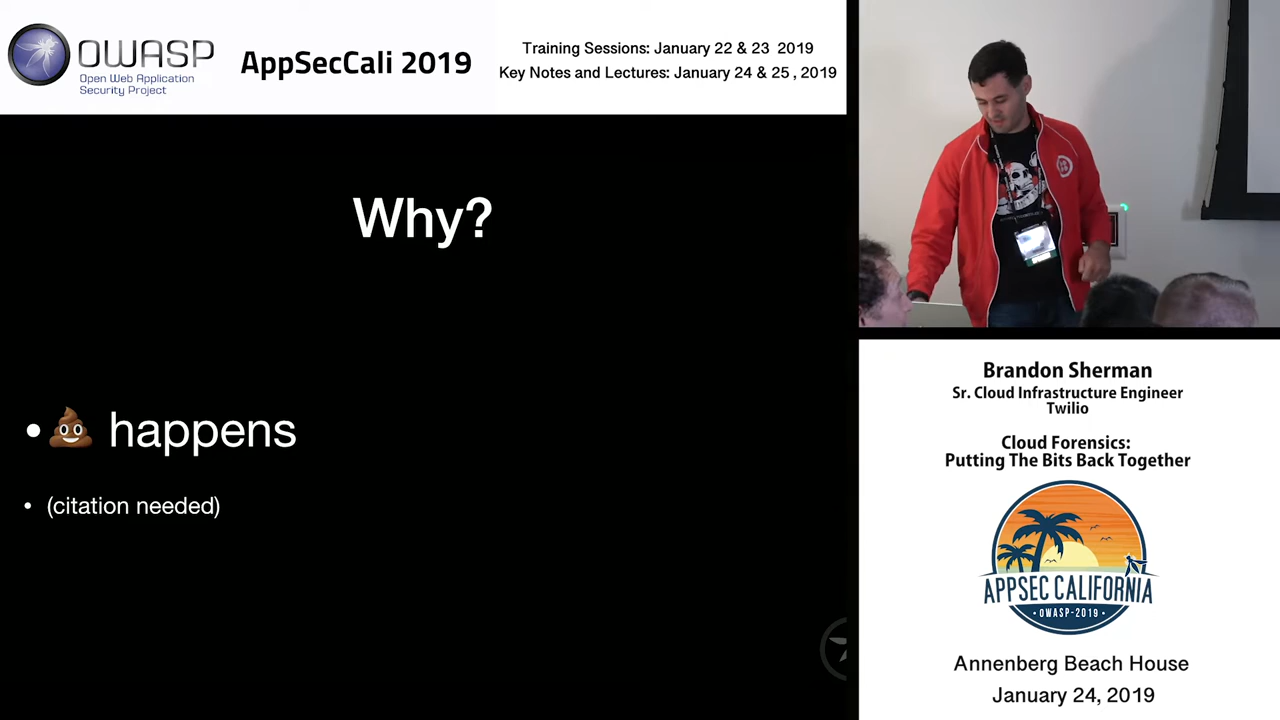 OWASP
Open Web Application
Security Project
AppSecCali 2019
Training Sessions: January 22 & 23 2019
Key Notes and Lectures: January 24 & 25 , 2019
Why?
•💩 happens
• (citation needed)
Brandon Sherman
Sr. Cloud Infrastructure Engineer
Twilio
Cloud Forensics:
Putting The Bits Back Together
APPSEC CALIFORNIA
•OWASP-2019•
Annenberg Beach House
January 24, 2019